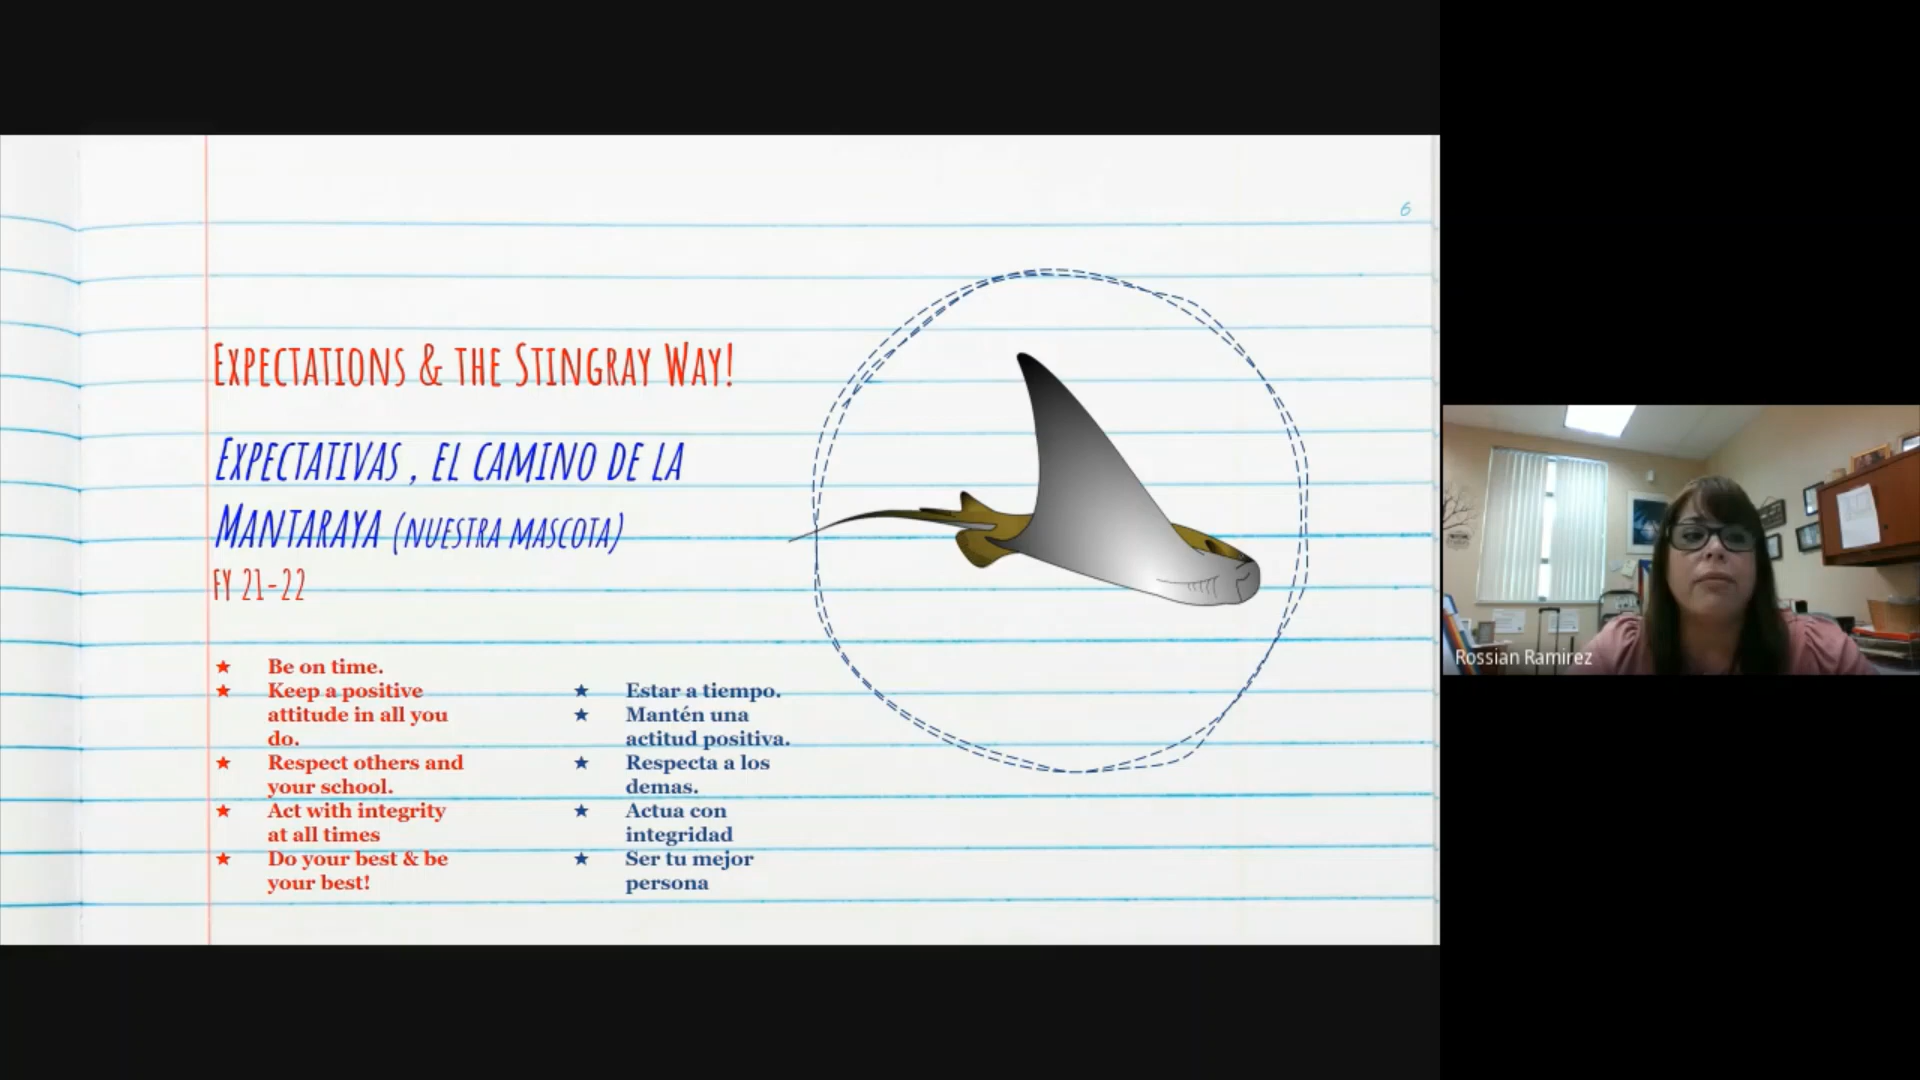 6
EXPECTATIONS & THE STINGRAY WAY!
EXPECTATIVAS , EL CAMINO DE LA
MANTARAYA (NUESTRA MASCOTA)
FY 21-22
★ Be on time.
★ Keep a positive
attitude in all you
do.
★ Respect others and
your school.
★ Act with integrity
at all times
★ Do your best & be
your best!
★ Estar a tiempo.
★ Mantén una
actitud positiva.
★ Respecta a los
demas.
★ Actua con
integridad
★ Ser tu mejor
persona
Rossian Ramirez